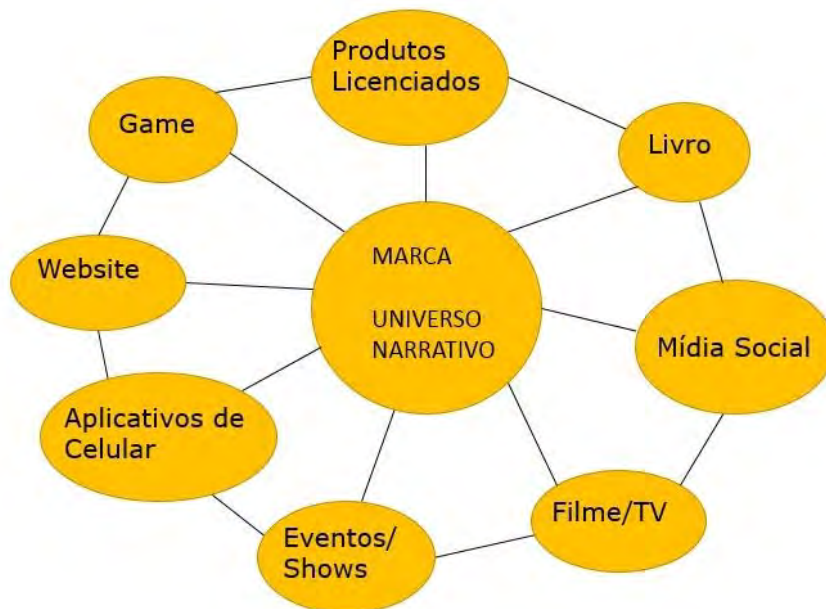 Produtos
Licenciados
Game
Livro
MARCA
UNIVERSO
NARRATIVO
Website
Mídia Social
Aplicativos de
Celular
Filme/TV
Eventos/
Shows